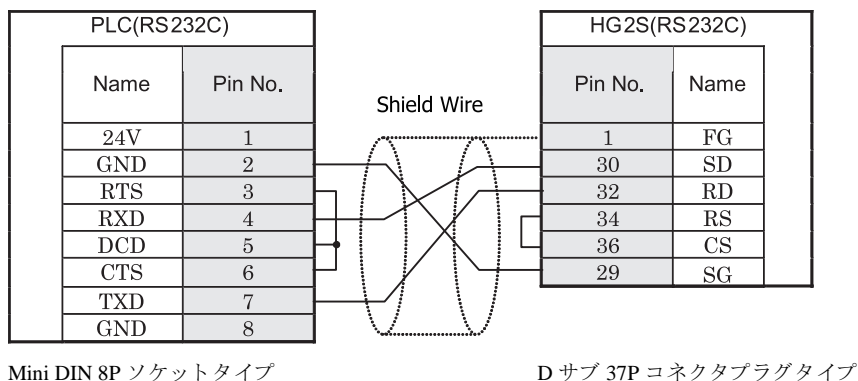 PLC(RS232C)
Name Pin No.
24V 1
GND 2
RTS 3
RXD 4
DCD 5
CTS 6
TXD 7
GND 8
Mini DIN 8P ソケットタイプ
Shield Wire
HG2S(RS232C)
Pin No. Name
1 FG
30 SD
32 RD
34 RS
36 CS
29 SG
D サブ 37P コネクタプラグタイプ